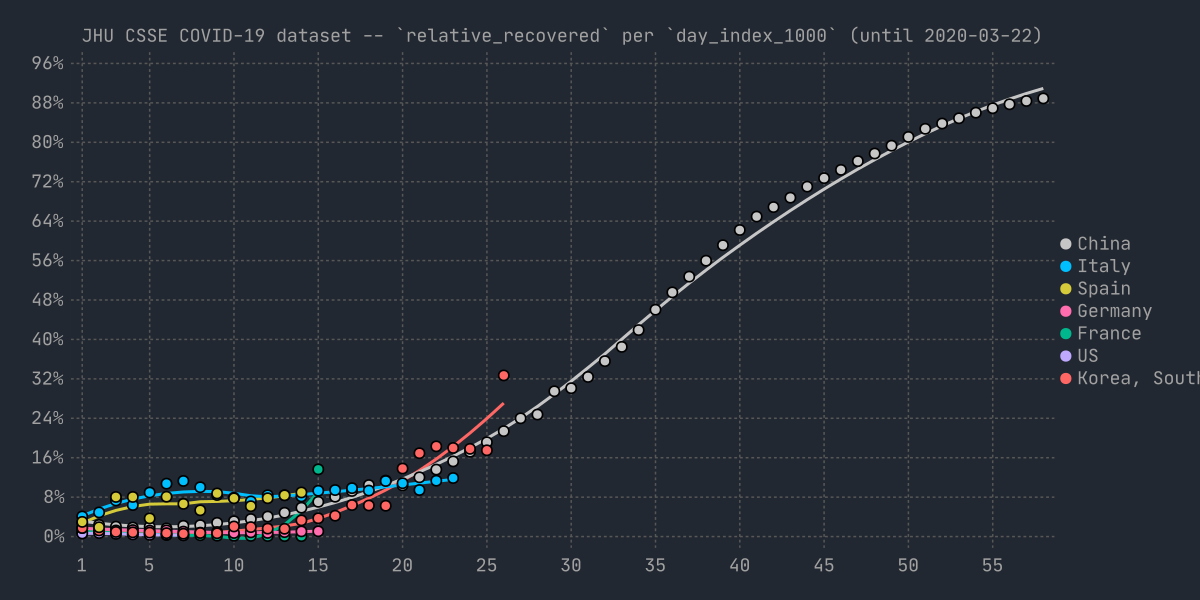 JHU CSSE COVID-19 dataset -- `relative_recovered` per `day_index_1000` (until 2020-03-22)
96%
88%
80%
72%
64%
56%
48%
40%
32%
24%
16%
8%
0%
1 5 10 15 20 25 30 35 40 45 50 55
China
Italy
Spain
Germany
France
US
Korea, South